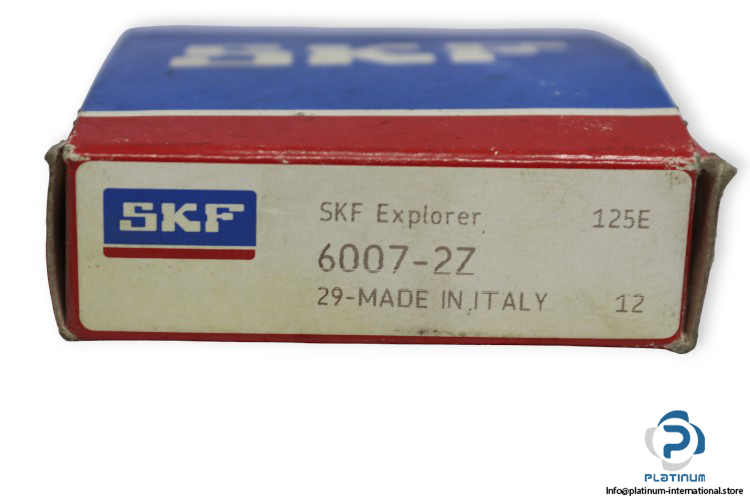 SKF
SKF
SKF Explorer
125E
6007-2Z
29-MADE IN ITALY
12
PLATINUM
Info@platinum-international.store